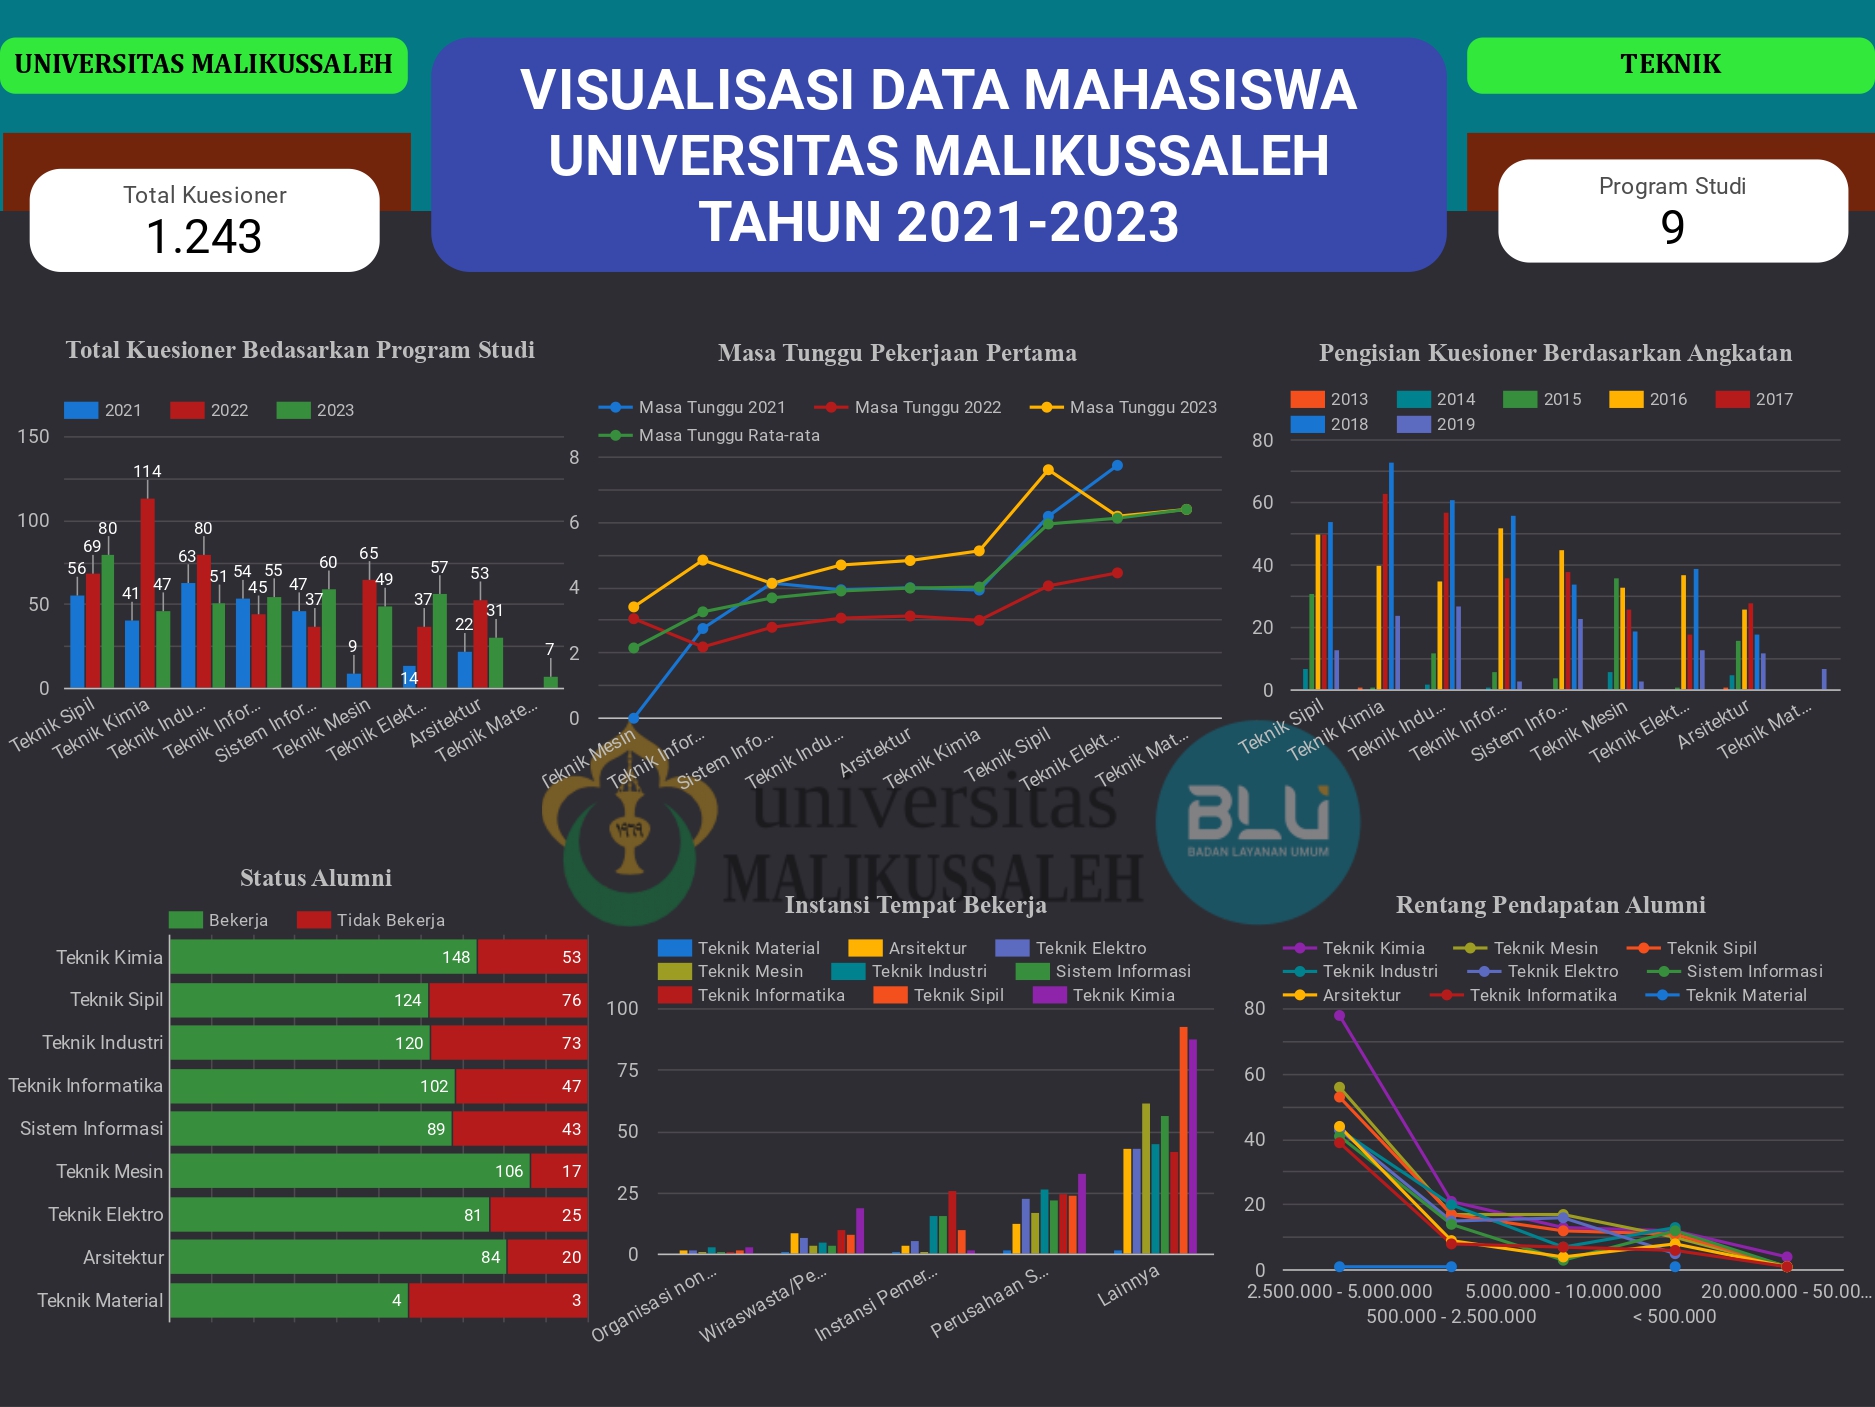 UNIVERSITAS MALIKUSSALEH
VISUALISASI DATA MAHASISWA
UNIVERSITAS MALIKUSSALEH
TAHUN 2021-2023
TEKNIK
Total Kuesioner
1.243
Program Studi
9
Total Kuesioner Bedasarkan Program Studi
2021 2022 2023
150
100
50
0
56 69 80
41 114 47
63 80 51
54 45 55
47 37 60
9 65 49
14 37 57
22 53 31
7
Teknik Sipil
Teknik Kimia
Teknik Indu...
Teknik Infor...
Sistem Infor...
Teknik Mesin
Teknik Elekt...
Arsitektur
Teknik Mate...
Masa Tunggu Pekerjaan Pertama
Masa Tunggu 2021 Masa Tunggu 2022 Masa Tunggu 2023
Masa Tunggu Rata-rata
8
6
4
2
0
Teknik Mesin
Teknik Infor...
Sistem Info...
Teknik Indu...
Arsitektur
Teknik Kimia
Teknik Sipil
Teknik Elekt...
Teknik Mat...
Pengisian Kuesioner Berdasarkan Angkatan
2013 2014 2015 2016 2017
2018 2019
80
60
40
20
0
Teknik Sipil
Teknik Kimia
Teknik Indu...
Teknik Infor...
Sistem Info...
Teknik Mesin
Teknik Elekt...
Arsitektur
Teknik Mat...
universitas
MALIKUSSALEH
BLU
BADAN LAYANAN UMUM
Status Alumni
Bekerja Tidak Bekerja
Teknik Kimia 148 53
Teknik Sipil 124 76
Teknik Industri 120 73
Teknik Informatika 102 47
Sistem Informasi 89 43
Teknik Mesin 106 17
Teknik Elektro 81 25
Arsitektur 84 20
Teknik Material 4 3
Instansi Tempat Bekerja
Teknik Material Arsitektur Teknik Elektro
Teknik Mesin Teknik Industri Sistem Informasi
Teknik Informatika Teknik Sipil Teknik Kimia
100
75
50
25
0
Organisasi non...
Wiraswasta/Pe...
Instansi Pemer...
Perusahaan S...
Lainnya
Rentang Pendapatan Alumni
Teknik Kimia Teknik Mesin Teknik Sipil
Teknik Industri Teknik Elektro Sistem Informasi
Arsitektur Teknik Informatika Teknik Material
80
60
40
20
0
2.500.000 - 5.000.000 5.000.000 - 10.000.000 20.000.000 - 50.00...
500.000 - 2.500.000 < 500.000